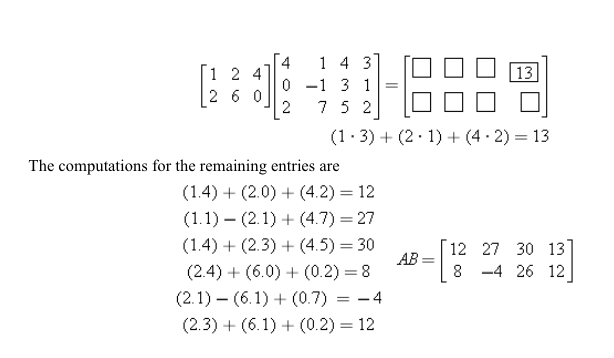 [1 2 4
2 6 0] [4 1 4 3
0 −1 3 1
2 7 5 2] = [□ □ □ 13
□ □ □ □]
(1 · 3) + (2 · 1) + (4 · 2) = 13
The computations for the remaining entries are
(1.4) + (2.0) + (4.2) = 12
(1.1) − (2.1) + (4.7) = 27
(1.4) + (2.3) + (4.5) = 30
(2.4) + (6.0) + (0.2) = 8
(2.1) − (6.1) + (0.7) = − 4
(2.3) + (6.1) + (0.2) = 12
AB = [12 27 30 13
8 −4 26 12]